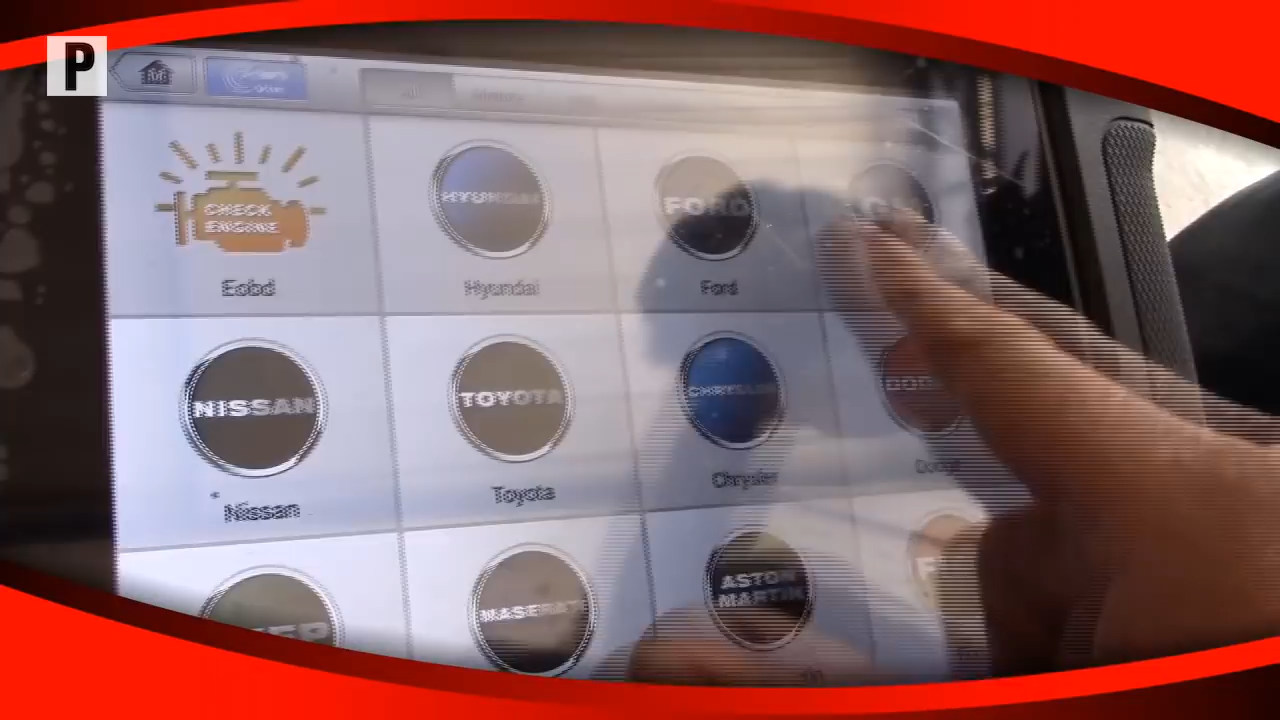 P
CHECK
ENGINE
HYUNDAI
FORD
Eobd
Hyundai
Ford
NISSAN
TOYOTA
CHRYSLER
Nissan
Toyota
Chrysler
Dodge
MASERATI
ASTON
MARTIN